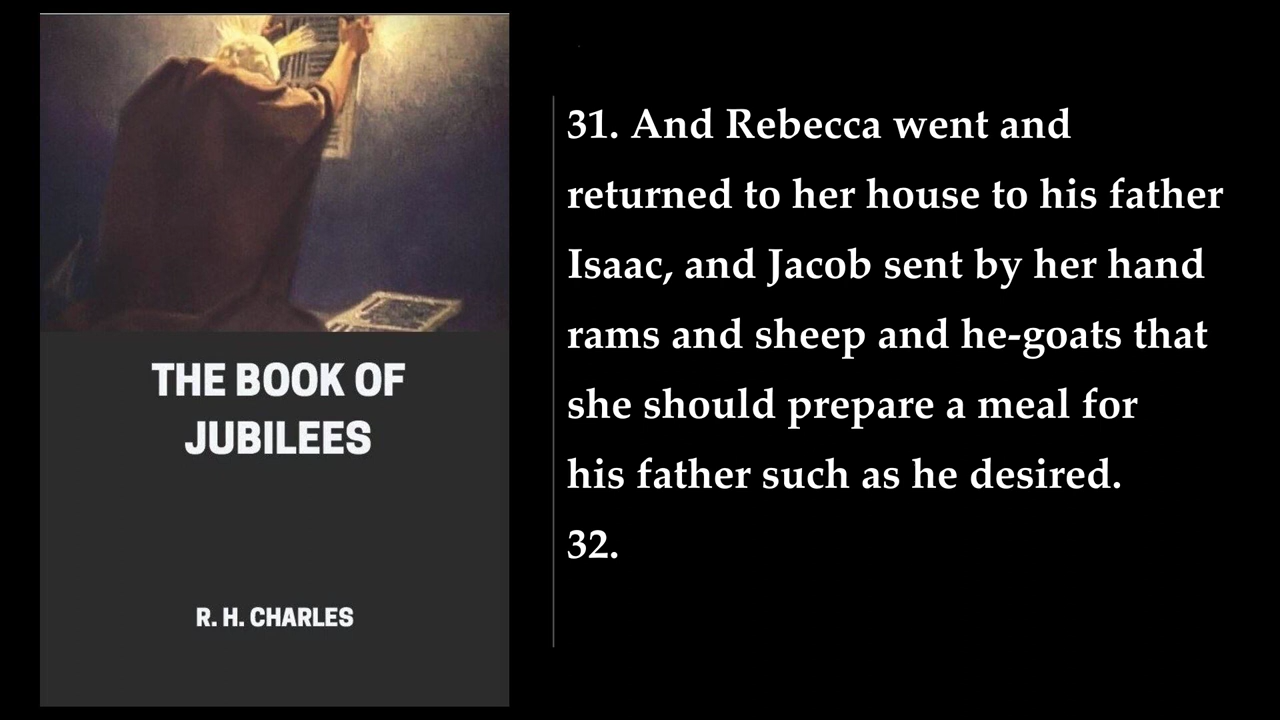 THE BOOK OF
JUBILEES
R. H. CHARLES
31. And Rebecca went and
returned to her house to his father
Isaac, and Jacob sent by her hand
rams and sheep and he-goats that
she should prepare a meal for
his father such as he desired.
32.